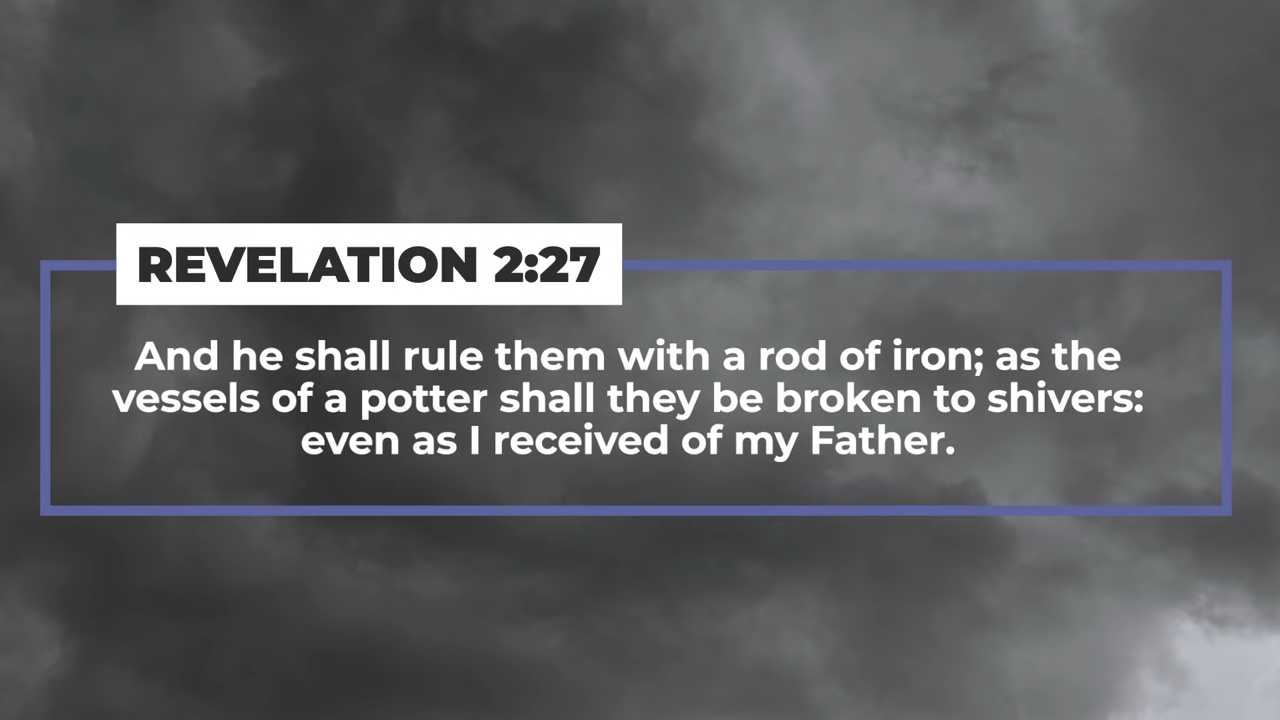 REVELATION 2:27
And he shall rule them with a rod of iron; as the
vessels of a potter shall they be broken to shivers:
even as I received of my Father.